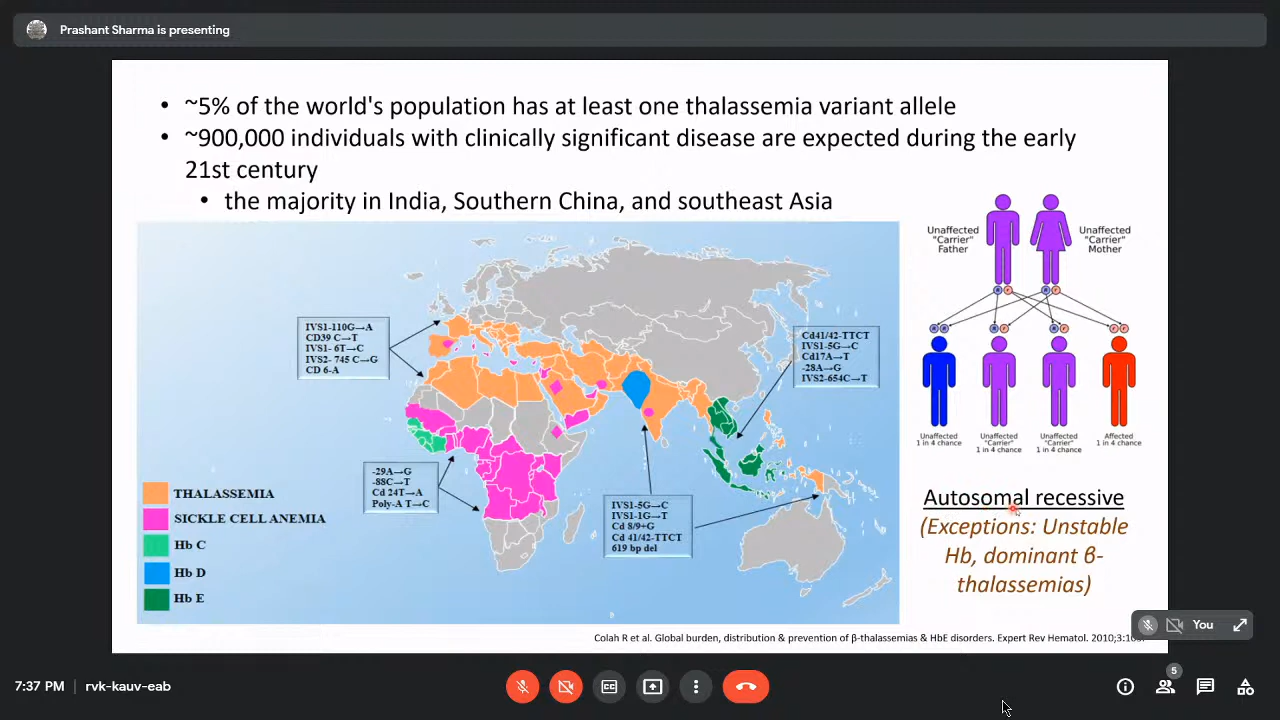 Prashant Sharma is presenting
• ~5% of the world's population has at least one thalassemia variant allele
• ~900,000 individuals with clinically significant disease are expected during the early
21st century
• the majority in India, Southern China, and southeast Asia
IVS1-110G→A
CD39 C→T
IVS1- 6T→C
IVS2- 745 C→G
CD 6-A
Cd41/42-TTCT
IVS1-5G→C
Cd17A→T
-28A→G
IVS2-654C→T
-29A→G
-88C→T
Cd 24T→A
Poly-A T→C
IVS1-5G→C
IVS1-1G→T
Cd 8/9+G
Cd 41/42-TTCT
619 bp del
THALASSEMIA
SICKLE CELL ANEMIA
Hb C
Hb D
Hb E
Unaffected
"Carrier"
Father
Unaffected
"Carrier"
Mother
R r
R r
R R
R r
R r
r r
Unaffected
1 in 4 chance
Unaffected
"Carrier"
1 in 4 chance
Unaffected
"Carrier"
1 in 4 chance
Affected
1 in 4 chance
Autosomal recessive
(Exceptions: Unstable
Hb, dominant β-
thalassemias)
Colah R et al. Global burden, distribution & prevention of β-thalassemias & HbE disorders. Expert Rev Hematol. 2010;3:10
You
7:37 PM | rvk-kauv-eab
CC
5